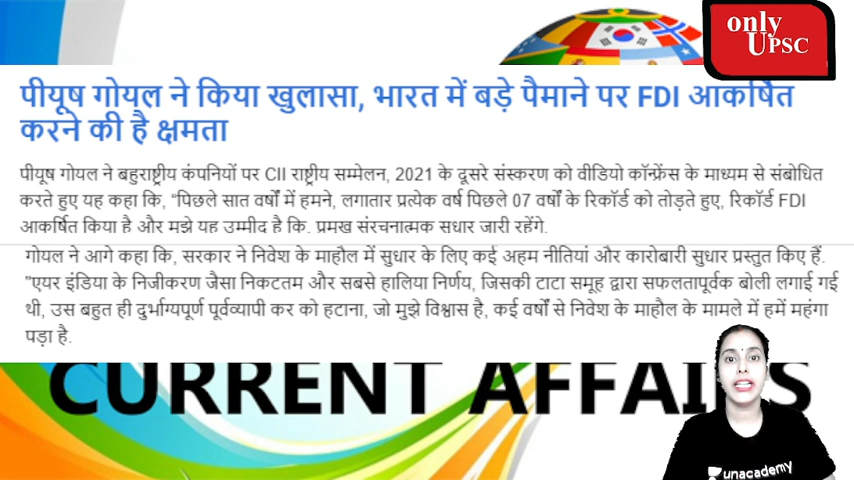 only
UPSC
पीयूष गोयल ने किया खुलासा, भारत में बड़े पैमाने पर FDI आकर्षित
करने की है क्षमता
पीयूष गोयल ने बहुराष्ट्रीय कंपनियों पर CII राष्ट्रीय सम्मेलन, 2021 के दूसरे संस्करण को वीडियो कॉन्फ्रेंस के माध्यम से संबोधित
करते हुए यह कहा कि, “पिछले सात वर्षों में हमने, लगातार प्रत्येक वर्ष पिछले 07 वर्षों के रिकॉर्ड को तोड़ते हुए, रिकॉर्ड FDI
आकर्षित किया है और मुझे यह उम्मीद है कि, प्रमुख संरचनात्मक सुधार जारी रहेंगे.
गोयल ने आगे कहा कि, सरकार ने निवेश के माहौल में सुधार के लिए कई अहम नीतियां और कारोबारी सुधार प्रस्तुत किए हैं.
"एयर इंडिया के निजीकरण जैसा निकटतम और सबसे हालिया निर्णय, जिसकी टाटा समूह द्वारा सफलतापूर्वक बोली लगाई गई
थी, उस बहुत ही दुर्भाग्यपूर्ण पूर्वव्यापी कर को हटाना, जो मुझे विश्वास है, कई वर्षों से निवेश के माहौल के मामले में हमें महंगा
पड़ा है.
CURRENT AFFAIRS
unacademy